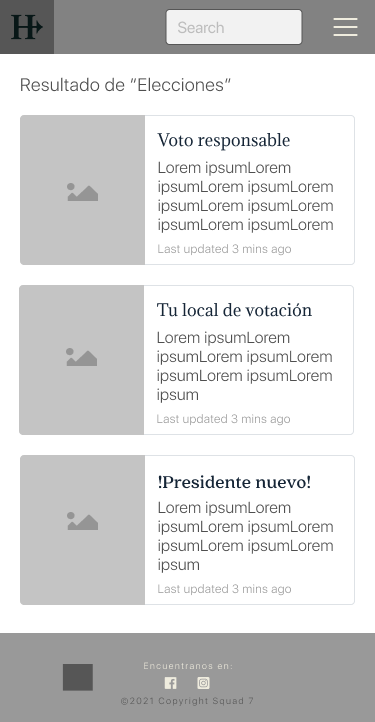 H
Search
Resultado de “Elecciones”
Voto responsable
Lorem ipsumLorem
ipsumLorem ipsumLorem
ipsumLorem ipsumLorem
ipsumLorem ipsumLorem
Last updated 3 mins ago
Tu local de votación
Lorem ipsumLorem
ipsumLorem ipsumLorem
ipsumLorem ipsumLorem
ipsum
Last updated 3 mins ago
!Presidente nuevo!
Lorem ipsumLorem
ipsumLorem ipsumLorem
ipsumLorem ipsumLorem
ipsum
Last updated 3 mins ago
Encuentranos en:
©2021 Copyright Squad 7